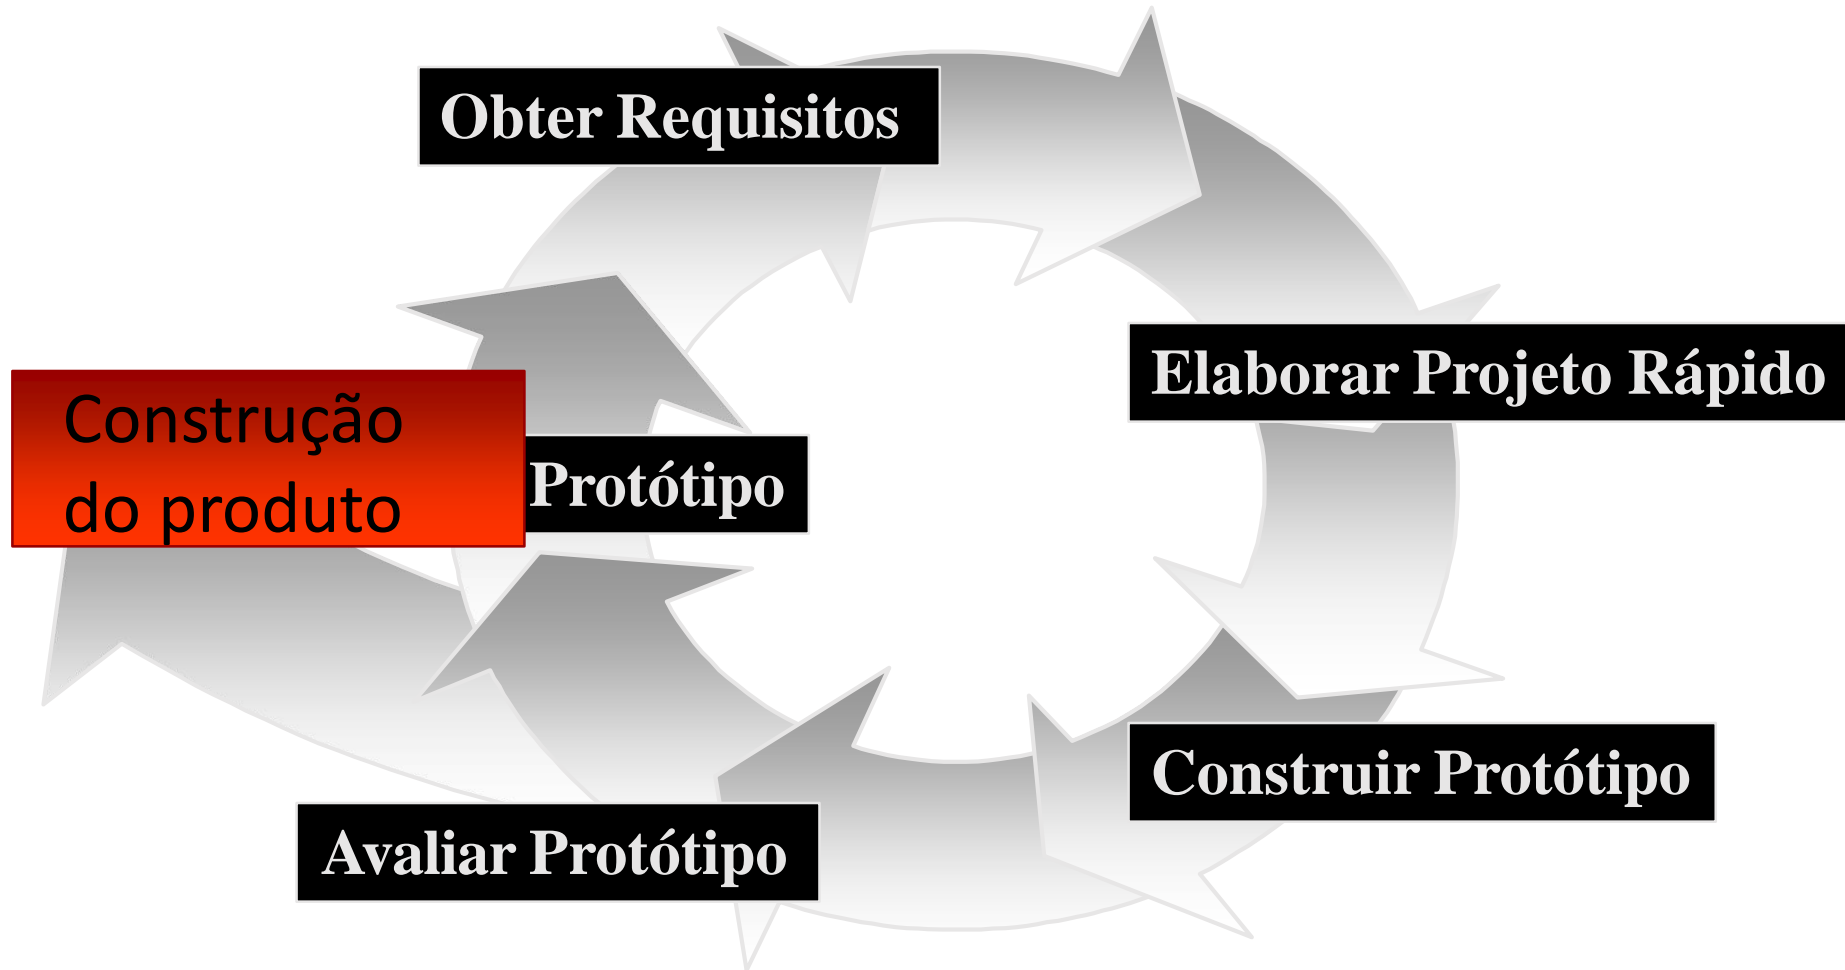 Obter Requisitos
Elaborar Projeto Rápido
Construção
do produto
Protótipo
Construir Protótipo
Avaliar Protótipo